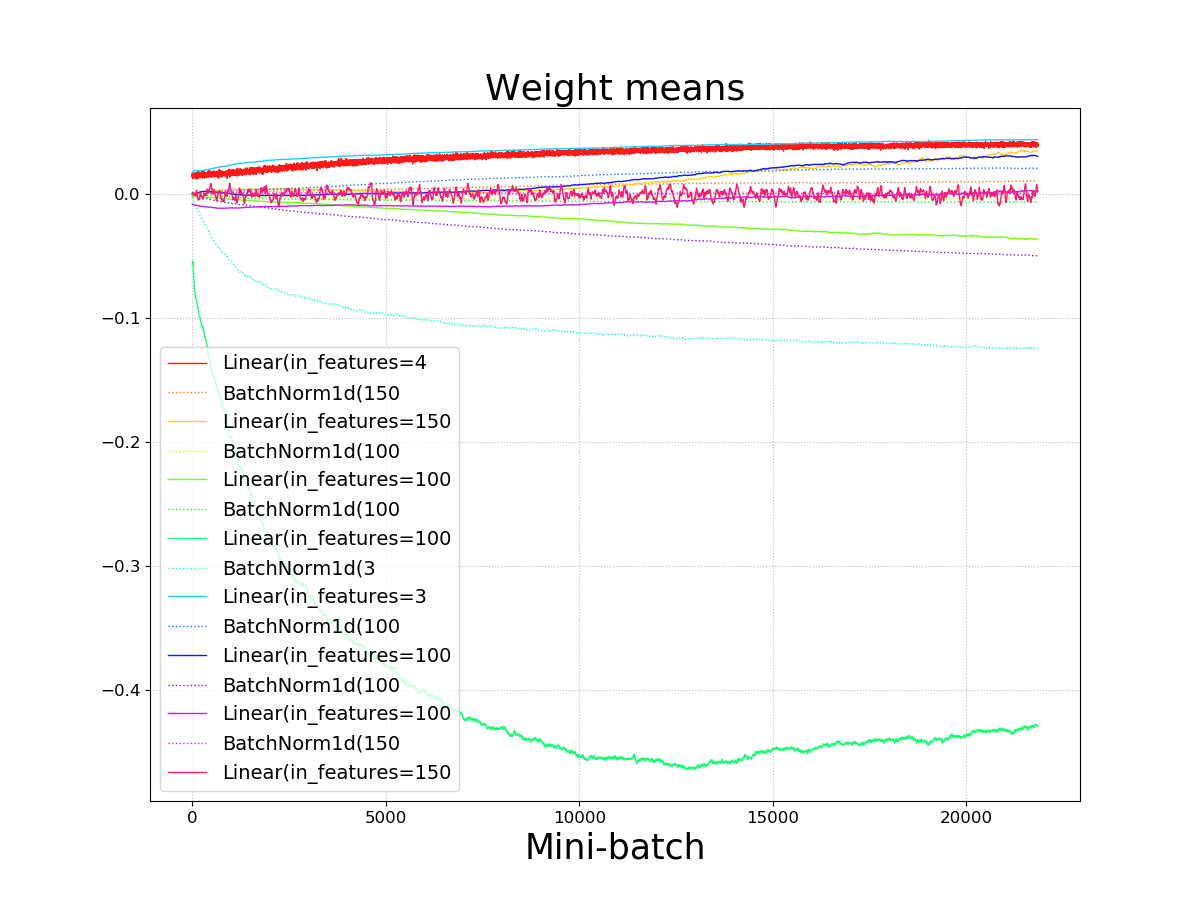 Weight means
0.0
−0.1
−0.2
−0.3
−0.4
Linear(in_features=4
BatchNorm1d(150
Linear(in_features=150
BatchNorm1d(100
Linear(in_features=100
BatchNorm1d(100
Linear(in_features=100
BatchNorm1d(3
Linear(in_features=3
BatchNorm1d(100
Linear(in_features=100
BatchNorm1d(100
Linear(in_features=100
BatchNorm1d(150
Linear(in_features=150
0 5000 10000 15000 20000
Mini-batch